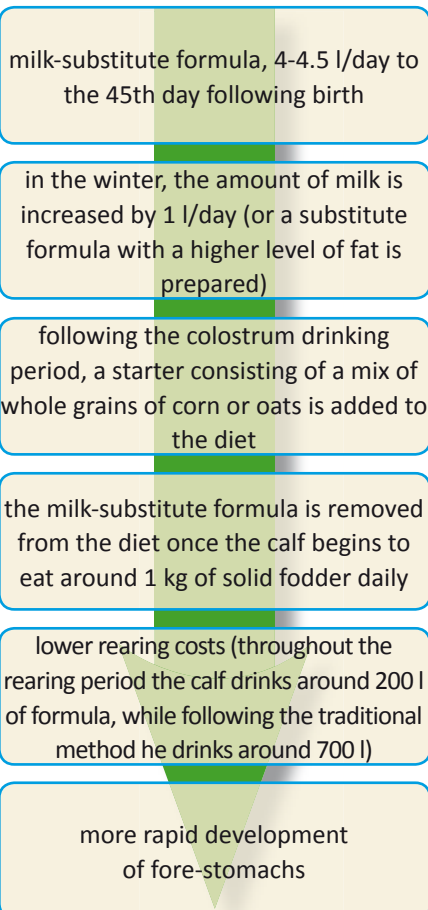 milk-substitute formula, 4-4.5 l/day to
the 45th day following birth
in the winter, the amount of milk is
increased by 1 l/day (or a substitute
formula with a higher level of fat is
prepared)
following the colostrum drinking
period, a starter consisting of a mix of
whole grains of corn or oats is added to
the diet
the milk-substitute formula is removed
from the diet once the calf begins to
eat around 1 kg of solid fodder daily
lower rearing costs (throughout the
rearing period the calf drinks around 200 l
of formula, while following the traditional
method he drinks around 700 l)
more rapid development
of fore-stomachs